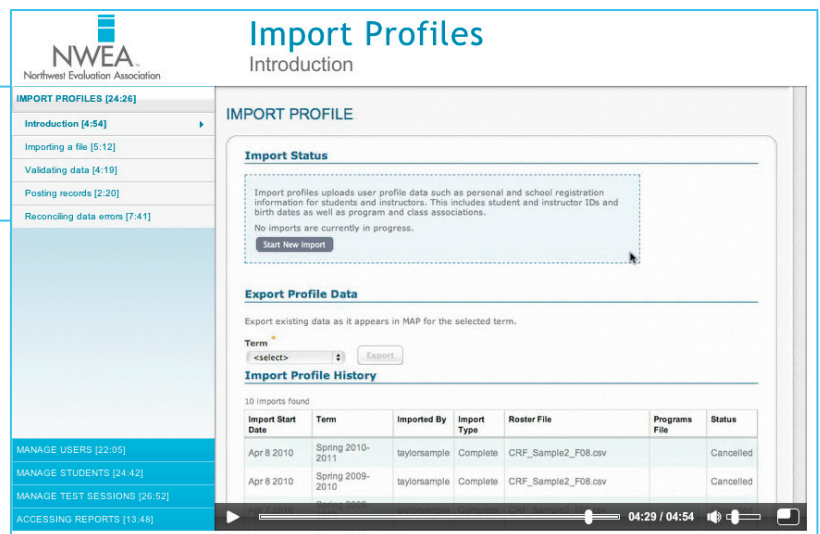 NWEA™
Northwest Evaluation Association
Import Profiles
Introduction
IMPORT PROFILES [24:26]
Introduction [4:54]
Importing a file [5:12]
Validating data [4:19]
Posting records [2:20]
Reconciling data errors [7:41]
MANAGE USERS [22:05]
MANAGE STUDENTS [24:42]
MANAGE TEST SESSIONS [26:52]
ACCESSING REPORTS [13:48]
IMPORT PROFILE
Import Status
Import profiles uploads user profile data such as personal and school registration
information for students and instructors. This includes student and instructor IDs and
birth dates as well as program and class associations.
No imports are currently in progress.
Start New Import
Export Profile Data
Export existing data as it appears in MAP for the selected term.
Term *
<select>
Export
Import Profile History
10 imports found
Import Start Date Term Imported By Import Type Roster File Programs File Status
Apr 8 2010 Spring 2010-2011 taylorsample Complete CRF_Sample2_F08.csv Cancelled
Apr 8 2010 Spring 2009-2010 taylorsample Complete CRF_Sample2_F08.csv Cancelled
04:29 / 04:54